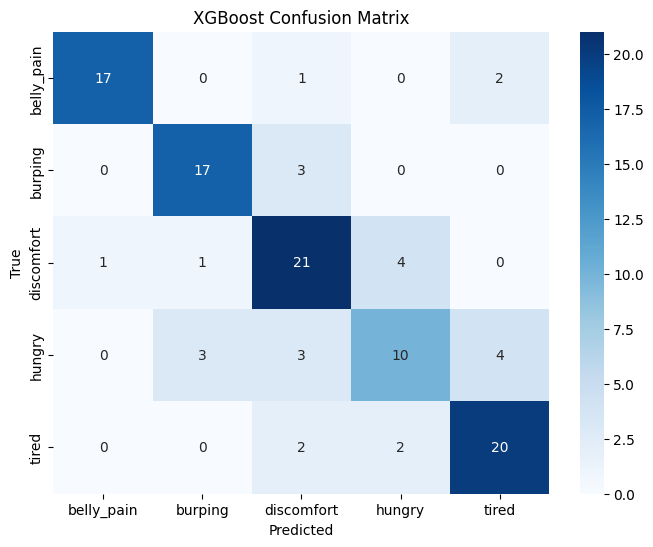 XGBoost Confusion Matrix
belly_pain 17 0 1 0 2
burping 0 17 3 0 0
discomfort 1 1 21 4 0
hungry 0 3 3 10 4
tired 0 0 2 2 20
True
belly_pain burping discomfort hungry tired
Predicted
20.0
17.5
15.0
12.5
10.0
7.5
5.0
2.5
0.0